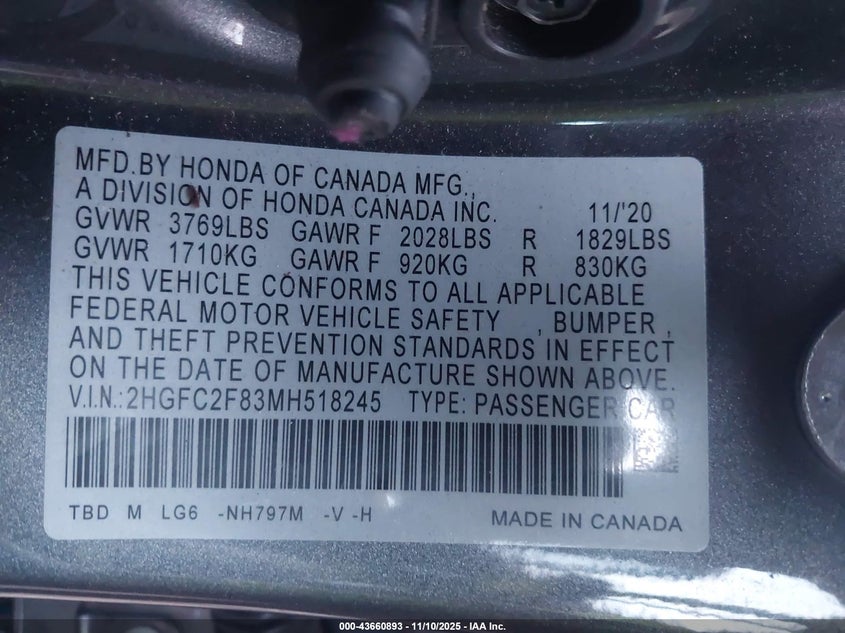 MFD.BY HONDA OF CANADA MFG.,
A DIVISION OF HONDA CANADA INC. 11/'20
GVWR 3769LBS GAWR F 2028LBS R 1829LBS
GVWR 1710KG GAWR F 920KG R 830KG
THIS VEHICLE CONFORMS TO ALL APPLICABLE
FEDERAL MOTOR VEHICLE SAFETY , BUMPER ,
AND THEFT PREVENTION STANDARDS IN EFFECT
ON THE DATE OF MANUFACTURE SHOWN ABOVE.
V.I.N.:2HGFC2F83MH518245 TYPE: PASSENGER CAR
TBD M LG6 -NH797M -V -H MADE IN CANADA
000-43660893 - 11/10/2025 - IAA Inc.